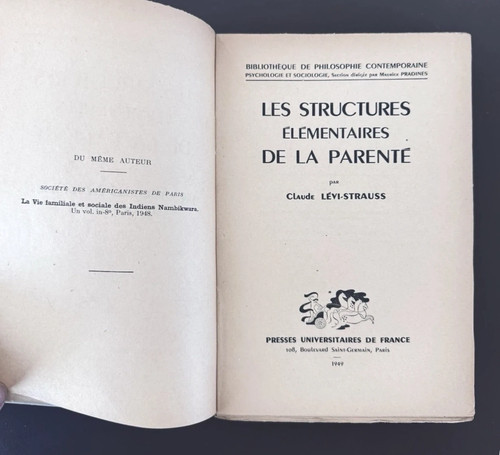 DU MÊME AUTEUR
SOCIÉTÉ DES AMÉRICANISTES DE PARIS
La Vie familiale et sociale des Indiens Nambikwara.
Un vol. in-8º, Paris, 1948.
BIBLIOTHÈQUE DE PHILOSOPHIE CONTEMPORAINE
PSYCHOLOGIE ET SOCIOLOGIE, Section dirigée par Maurice PRADINES
LES STRUCTURES
ÉLÉMENTAIRES
DE LA PARENTÉ
par
Claude LÉVI-STRAUSS
PRESSES UNIVERSITAIRES DE FRANCE
108, Boulevard Saint-Germain, Paris
1949